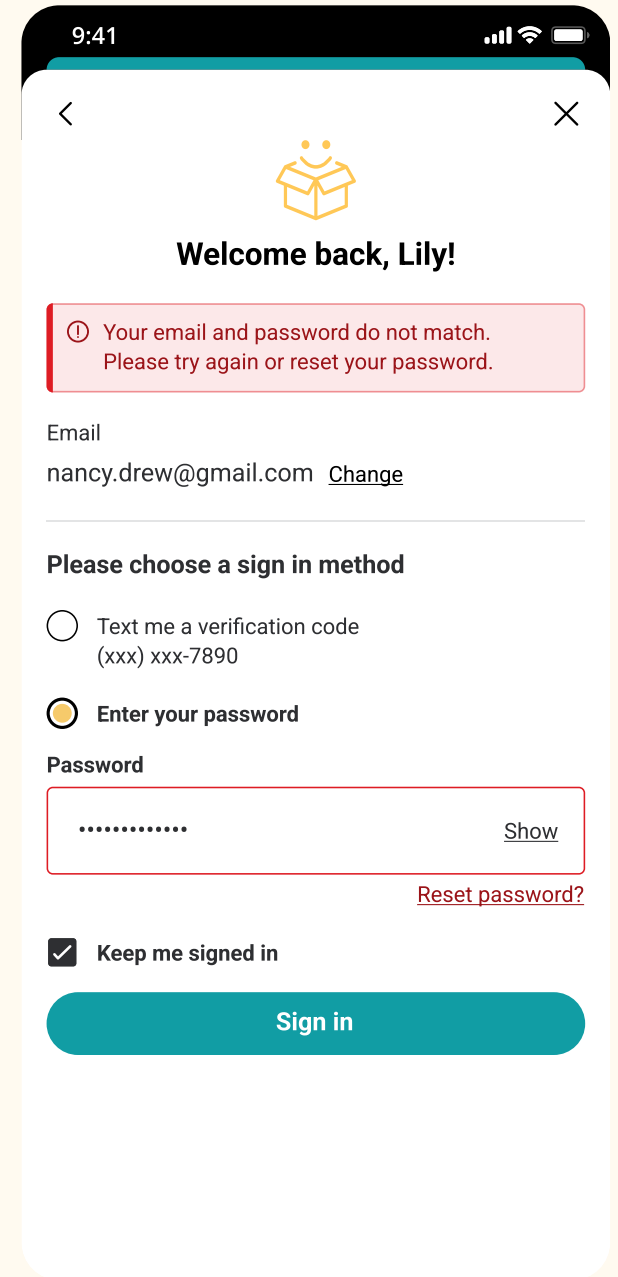 9:41
Welcome back, Lily!
Your email and password do not match.
Please try again or reset your password.
Email
nancy.drew@gmail.com Change
Please choose a sign in method
Text me a verification code
(xxx) xxx-7890
Enter your password
Password
••••••••••••• Show
Reset password?
Keep me signed in
Sign in